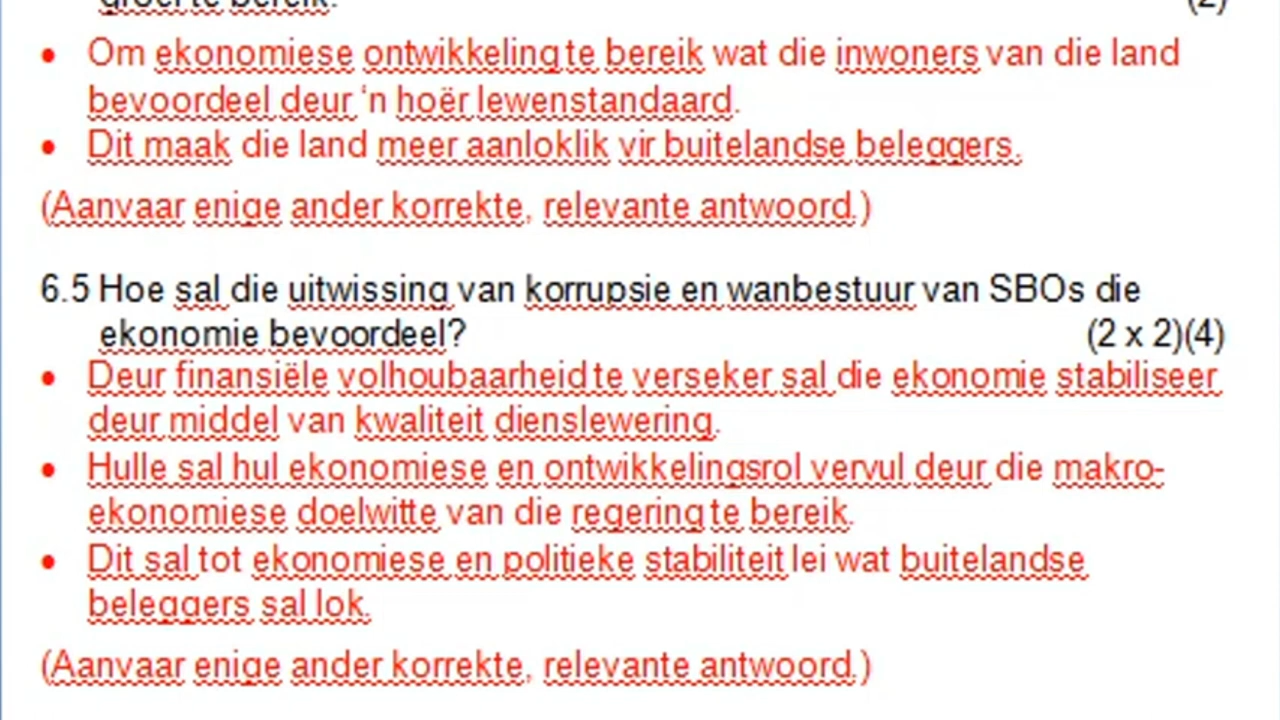 groei te bereik. (2)
• Om ekonomiese ontwikkeling te bereik wat die inwoners van die land
bevoordeel deur ‘n hoër lewenstandaard.
• Dit maak die land meer aanloklik vir buitelandse beleggers.
(Aanvaar enige ander korrekte, relevante antwoord.)
6.5 Hoe sal die uitwissing van korrupsie en wanbestuur van SBOs die
ekonomie bevoordeel? (2 x 2)(4)
• Deur finansiële volhoubaarheid te verseker sal die ekonomie stabiliseer
deur middel van kwaliteit dienslewering.
• Hulle sal hul ekonomiese en ontwikkelingsrol vervul deur die makro-
ekonomiese doelwitte van die regering te bereik.
• Dit sal tot ekonomiese en politieke stabiliteit lei wat buitelandse
beleggers sal lok.
(Aanvaar enige ander korrekte, relevante antwoord.)